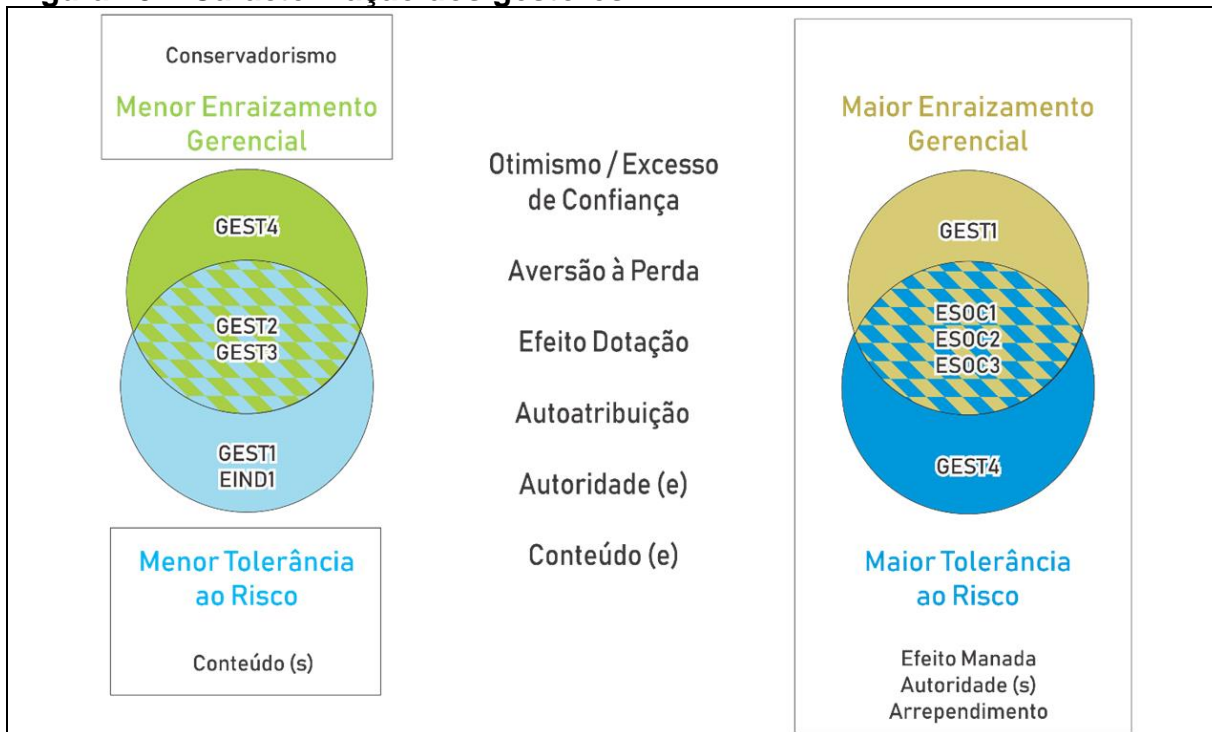 Conservadorismo
Menor Enraizamento
Gerencial
GEST4
GEST2
GEST3
GEST1
EIND1
Menor Tolerância
ao Risco
Conteúdo (s)
Otimismo / Excesso
de Confiança
Aversão à Perda
Efeito Dotação
Autoatribuição
Autoridade (e)
Conteúdo (e)
Maior Enraizamento
Gerencial
GEST1
ESOC1
ESOC2
ESOC3
GEST4
Maior Tolerância
ao Risco
Efeito Manada
Autoridade (s)
Arrependimento